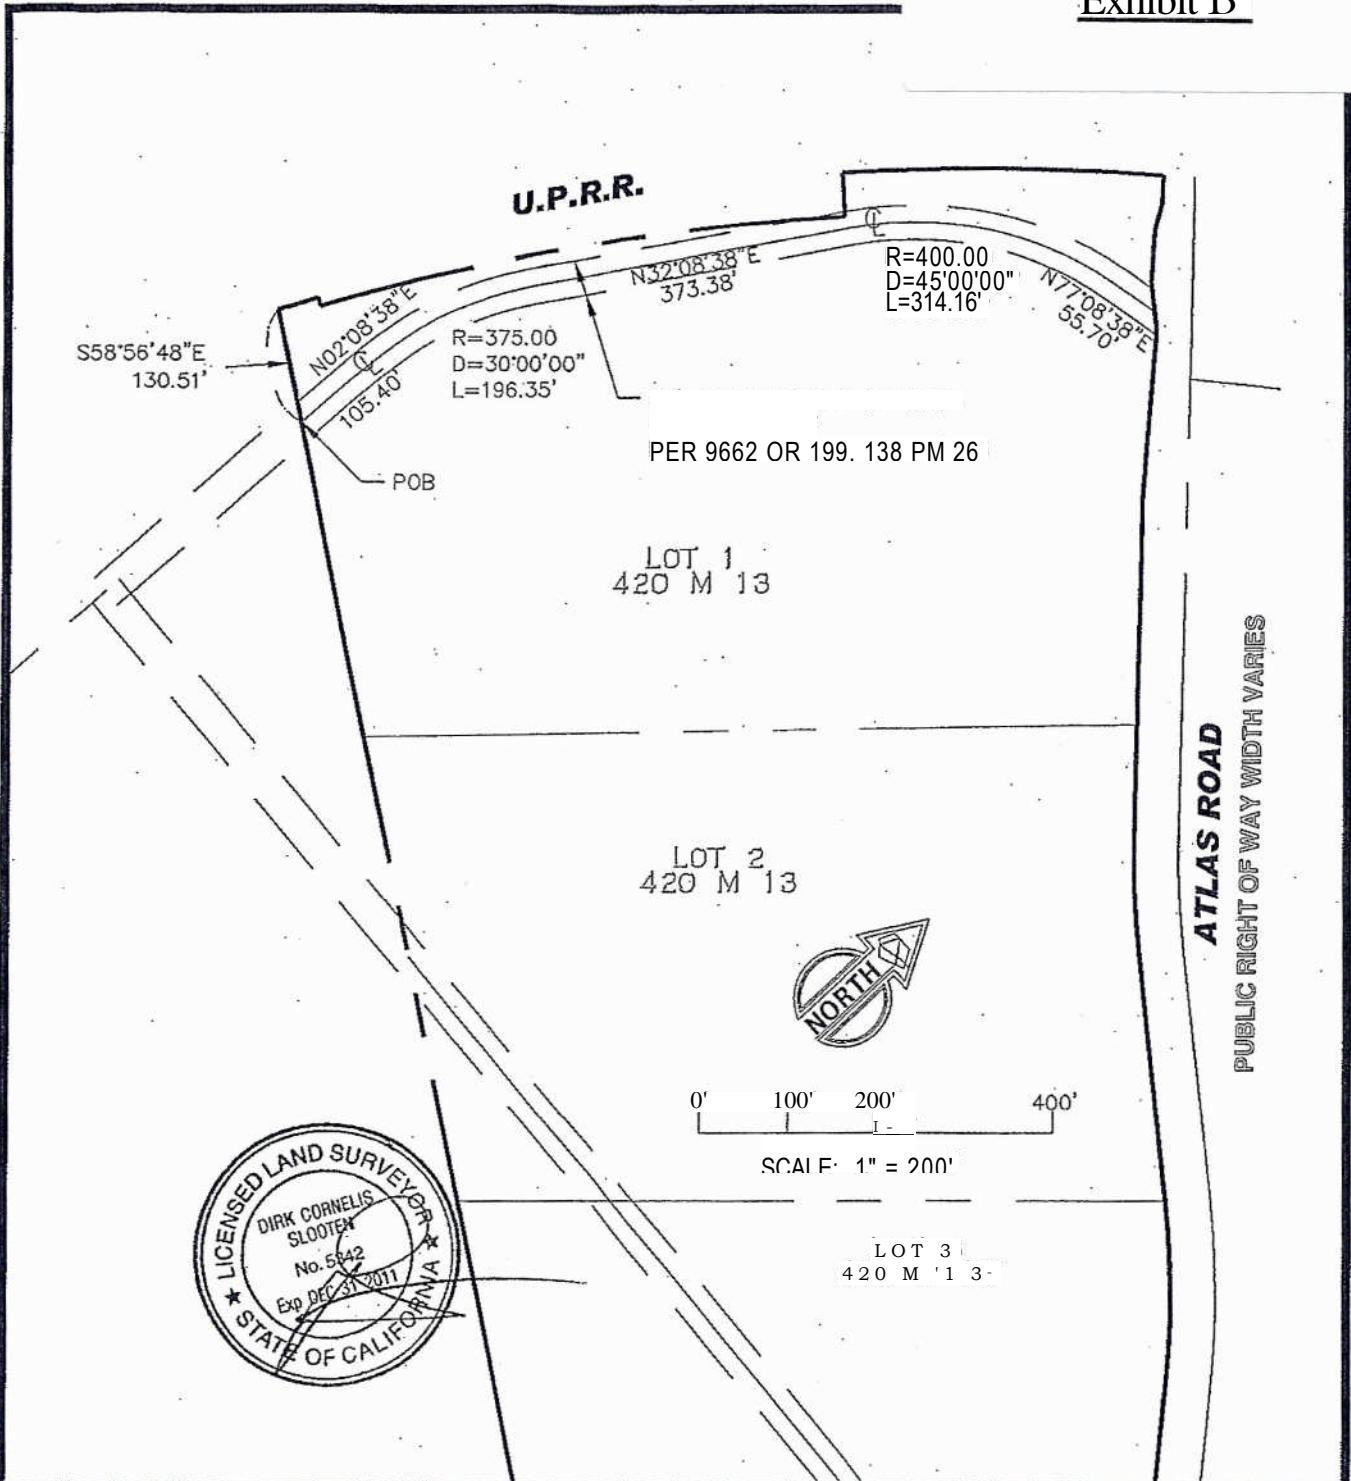 Exhibit B
U.P.R.R.
R=400.00
D=45°00'00"
L=314.16'
N32°08'38"E
373.38'
N77°08'38"E
55.70'
N02°08'38"E
105.40'
R=375.00
D=30°00'00"
L=196.35'
S58°56'48"E
130.51'
PER 9662 OR 199. 138 PM 26
POB
LOT 1
420 M 13
ATLAS ROAD
PUBLIC RIGHT OF WAY WIDTH VARIES
LOT 2
420 M 13
NORTH
0' 100' 200' 400'
SCALE: 1" = 200'
LICENSED LAND SURVEYOR
DIRK CORNELIS
SLOOTEN
No. 5342
Exp DEC 31 2011
STATE OF CALIFORNIA
LOT 3
420 M '1 3-